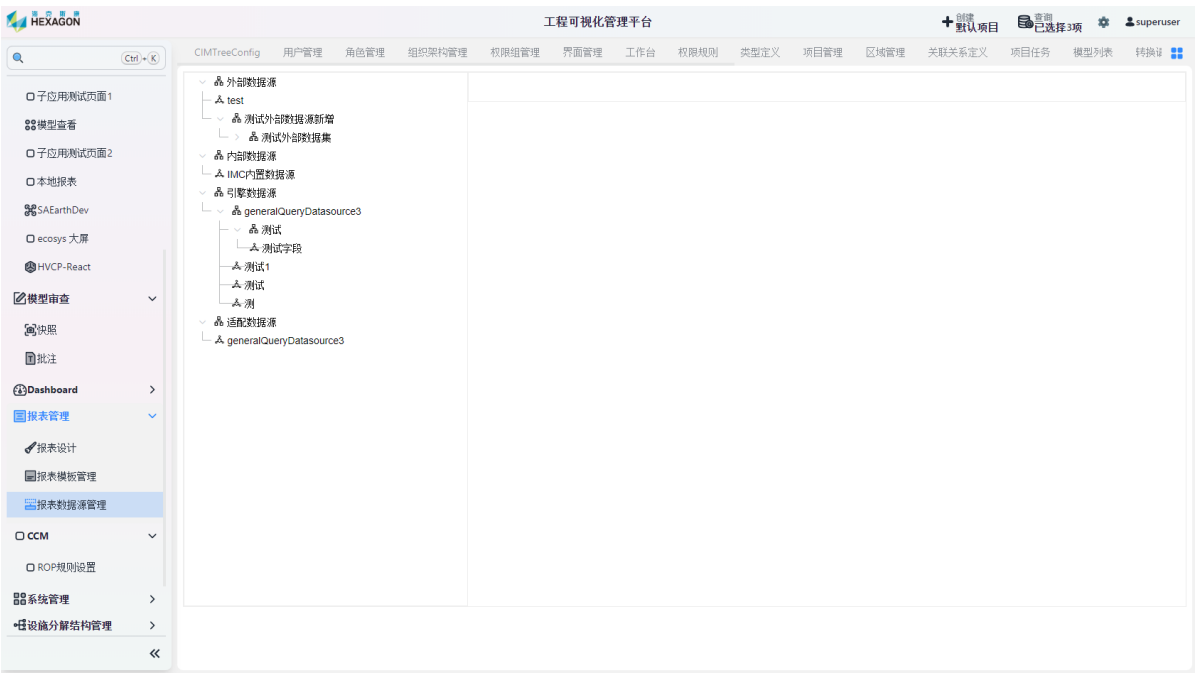 海克斯康
HEXAGON
工程可视化管理平台
创建
默认项目
查询
已选择3项
superuser
Ctrl + K
CIMTreeConfig 用户管理 角色管理 组织架构管理 权限组管理 界面管理 工作台 权限规则 类型定义 项目管理 区域管理 关联关系定义 项目任务 模型列表 转换
子应用测试页面1
模型查看
子应用测试页面2
本地报表
SAEarthDev
ecosys 大屏
HVCP-React
模型审查
快照
批注
Dashboard
报表管理
报表设计
报表模板管理
报表数据源管理
CCM
ROP规则设置
系统管理
设施分解结构管理
外部数据源
test
测试外部数据源新增
测试外部数据集
内部数据源
IMC内置数据源
引擎数据源
generalQueryDatasource3
测试
测试字段
测试1
测试
测
适配数据源
generalQueryDatasource3